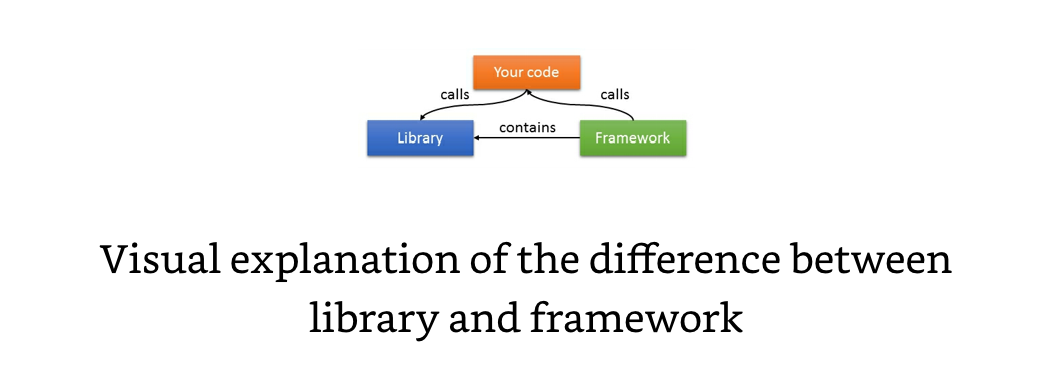 Your code
calls
calls
contains
Library
Framework
Visual explanation of the difference between
library and framework